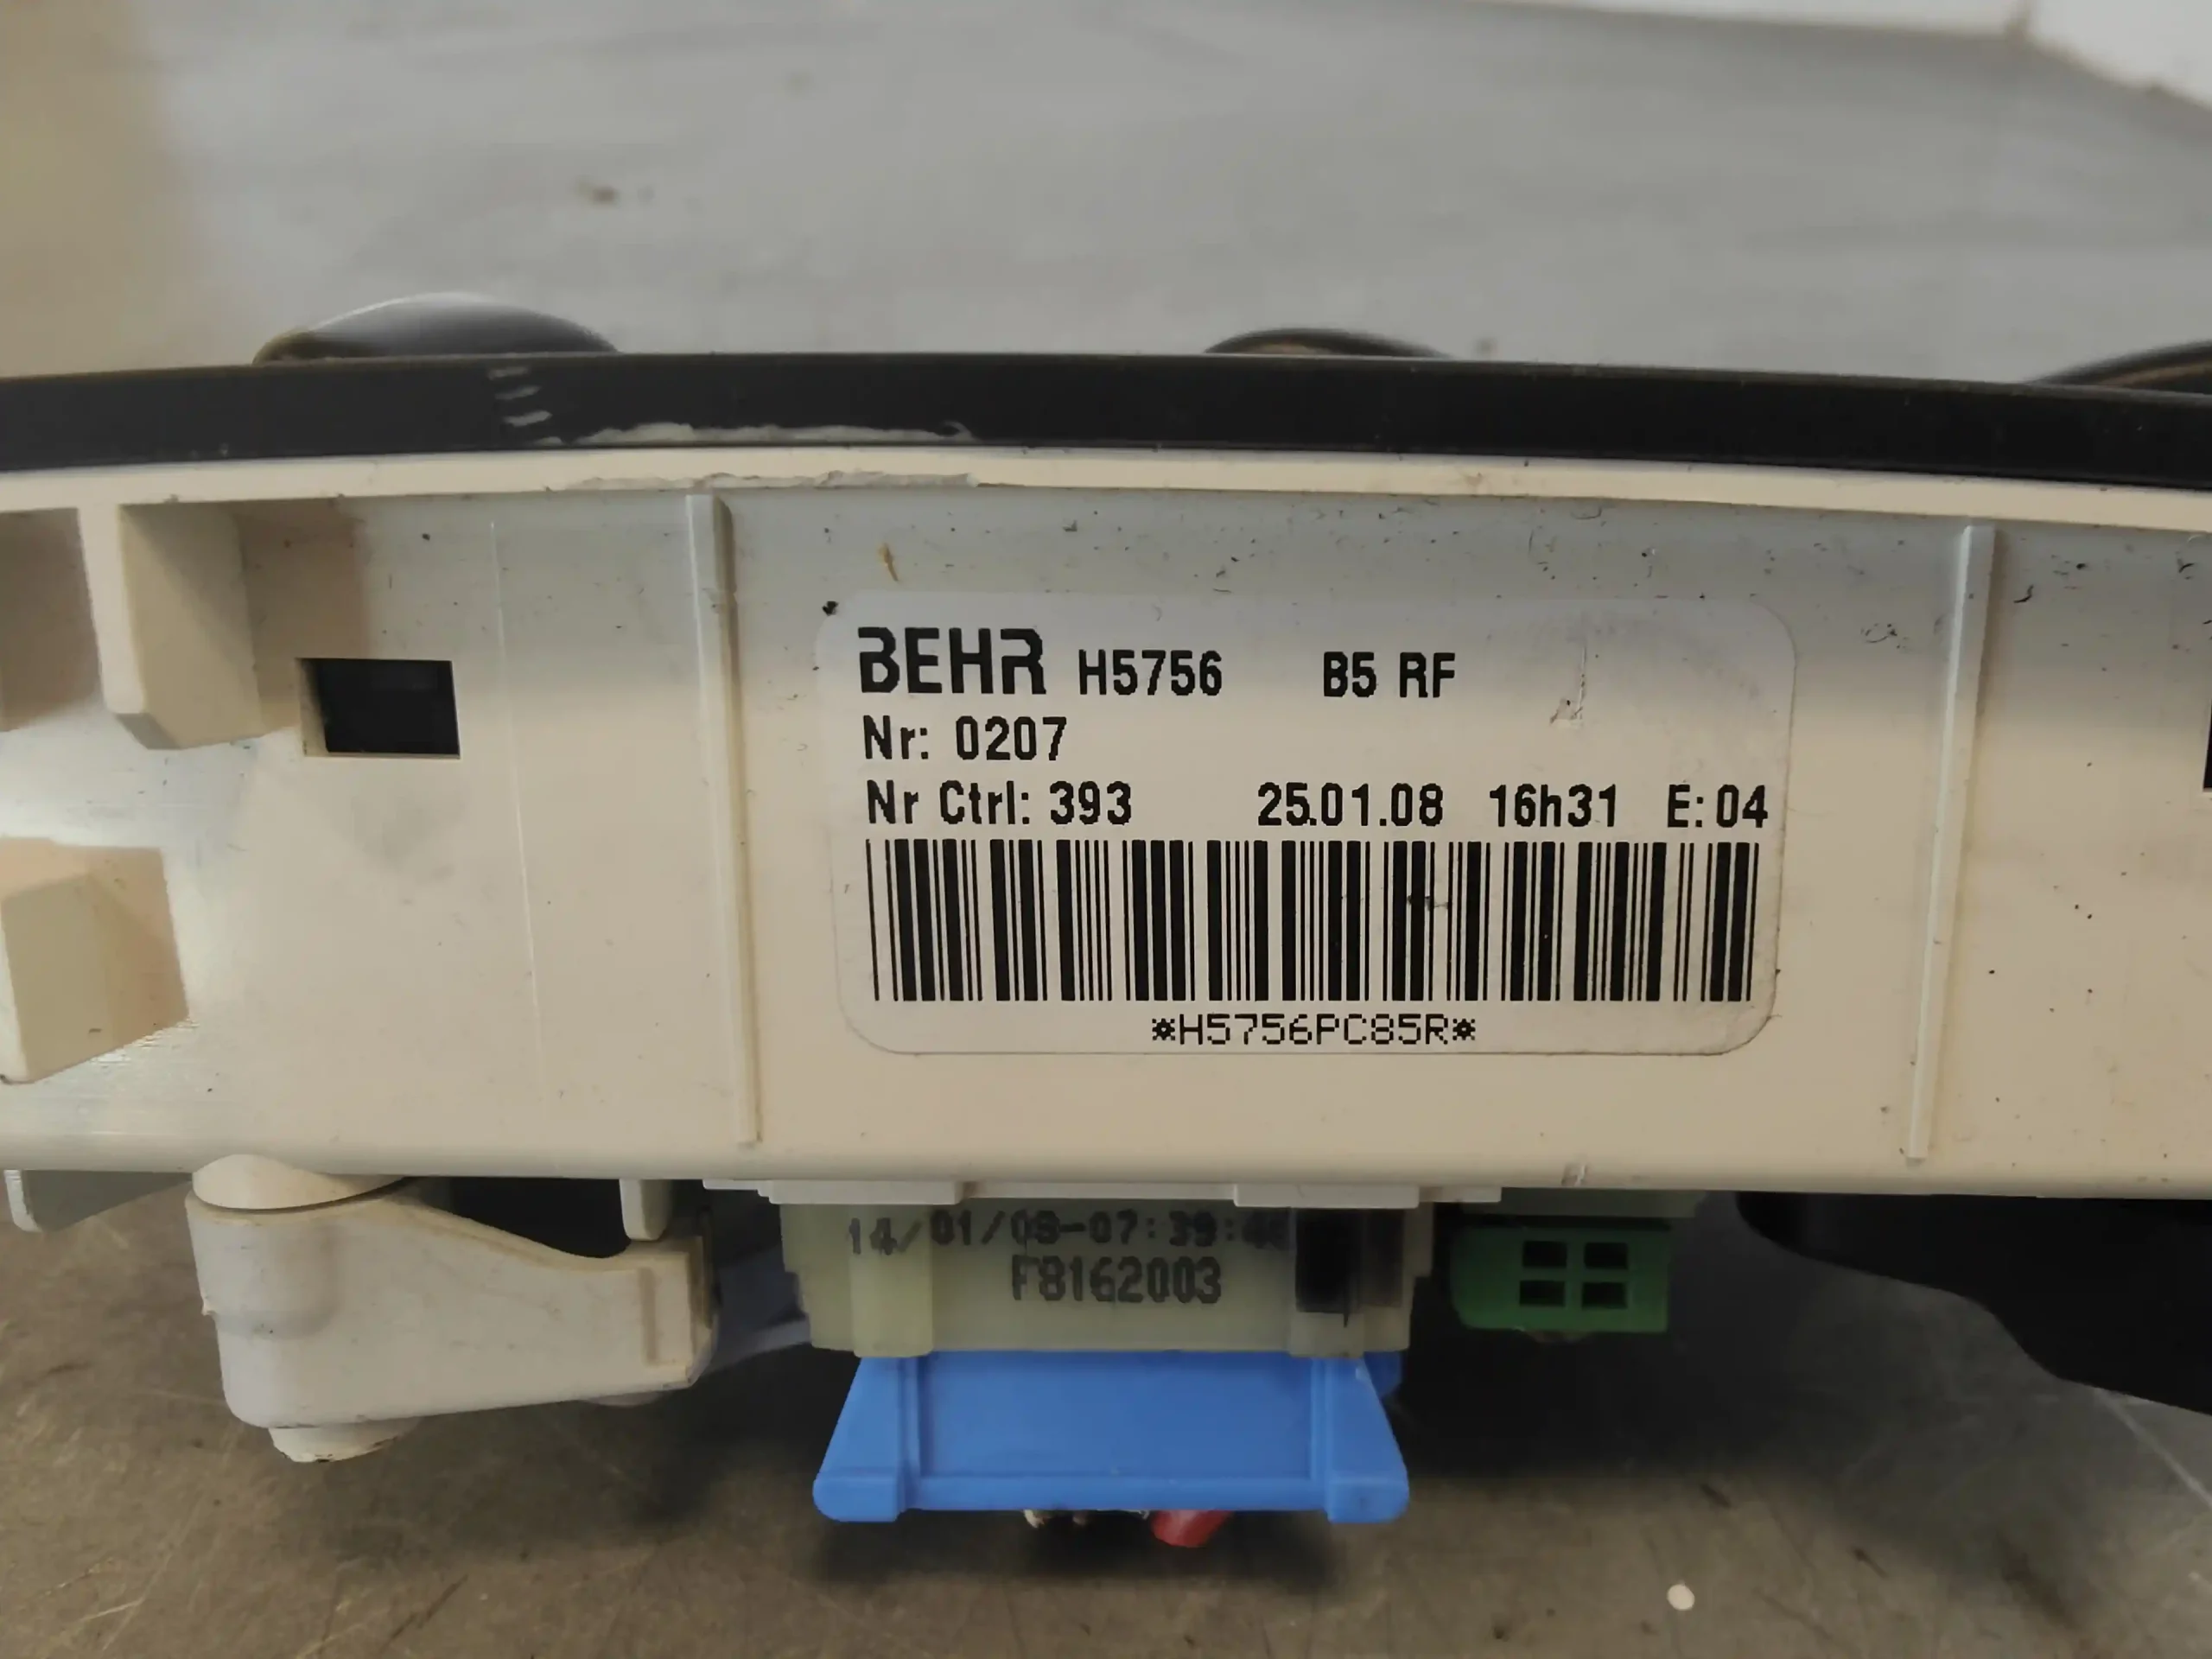 BEHR H5756 B5 RF
Nr: 0207
Nr Ctrl: 393 25.01.08 16h31 E: 04
*H5756PC85R*
F8162003